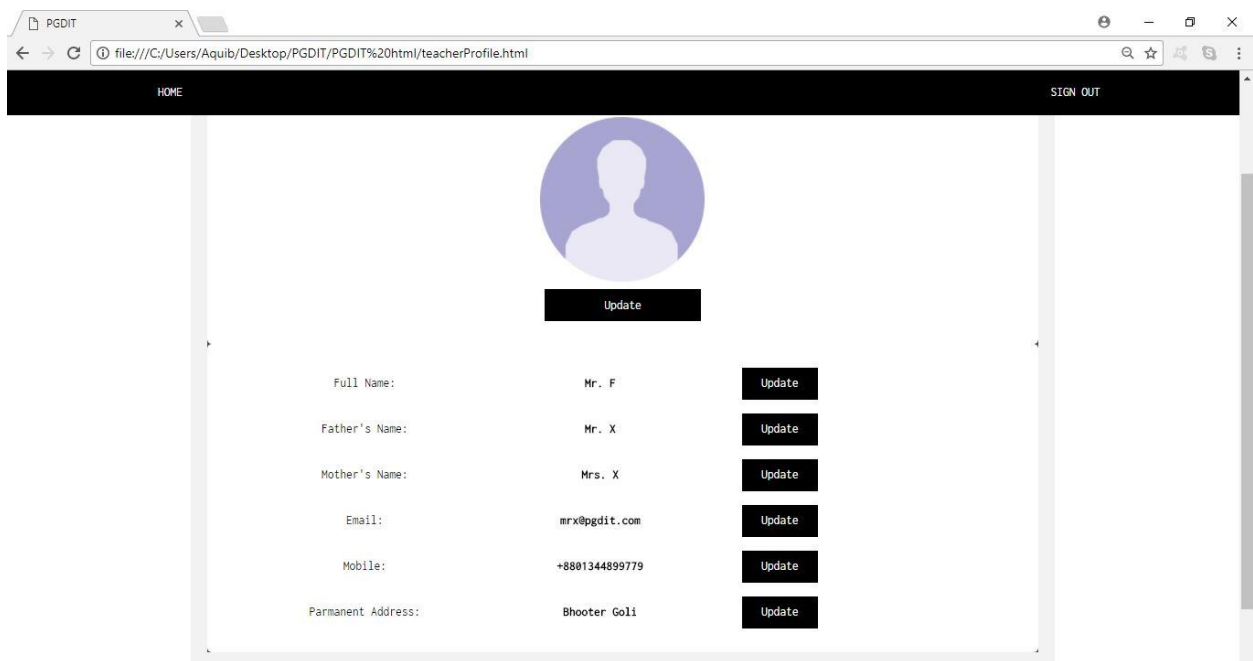 PGDIT
file:///C:/Users/Aquib/Desktop/PGDIT/PGDIT%20html/teacherProfile.html
HOME SIGN OUT
Update
Full Name: Mr. F Update
Father's Name: Mr. X Update
Mother's Name: Mrs. X Update
Email: mrx@pgdit.com Update
Mobile: +8801344899779 Update
Parmanent Address: Bhooter Goli Update